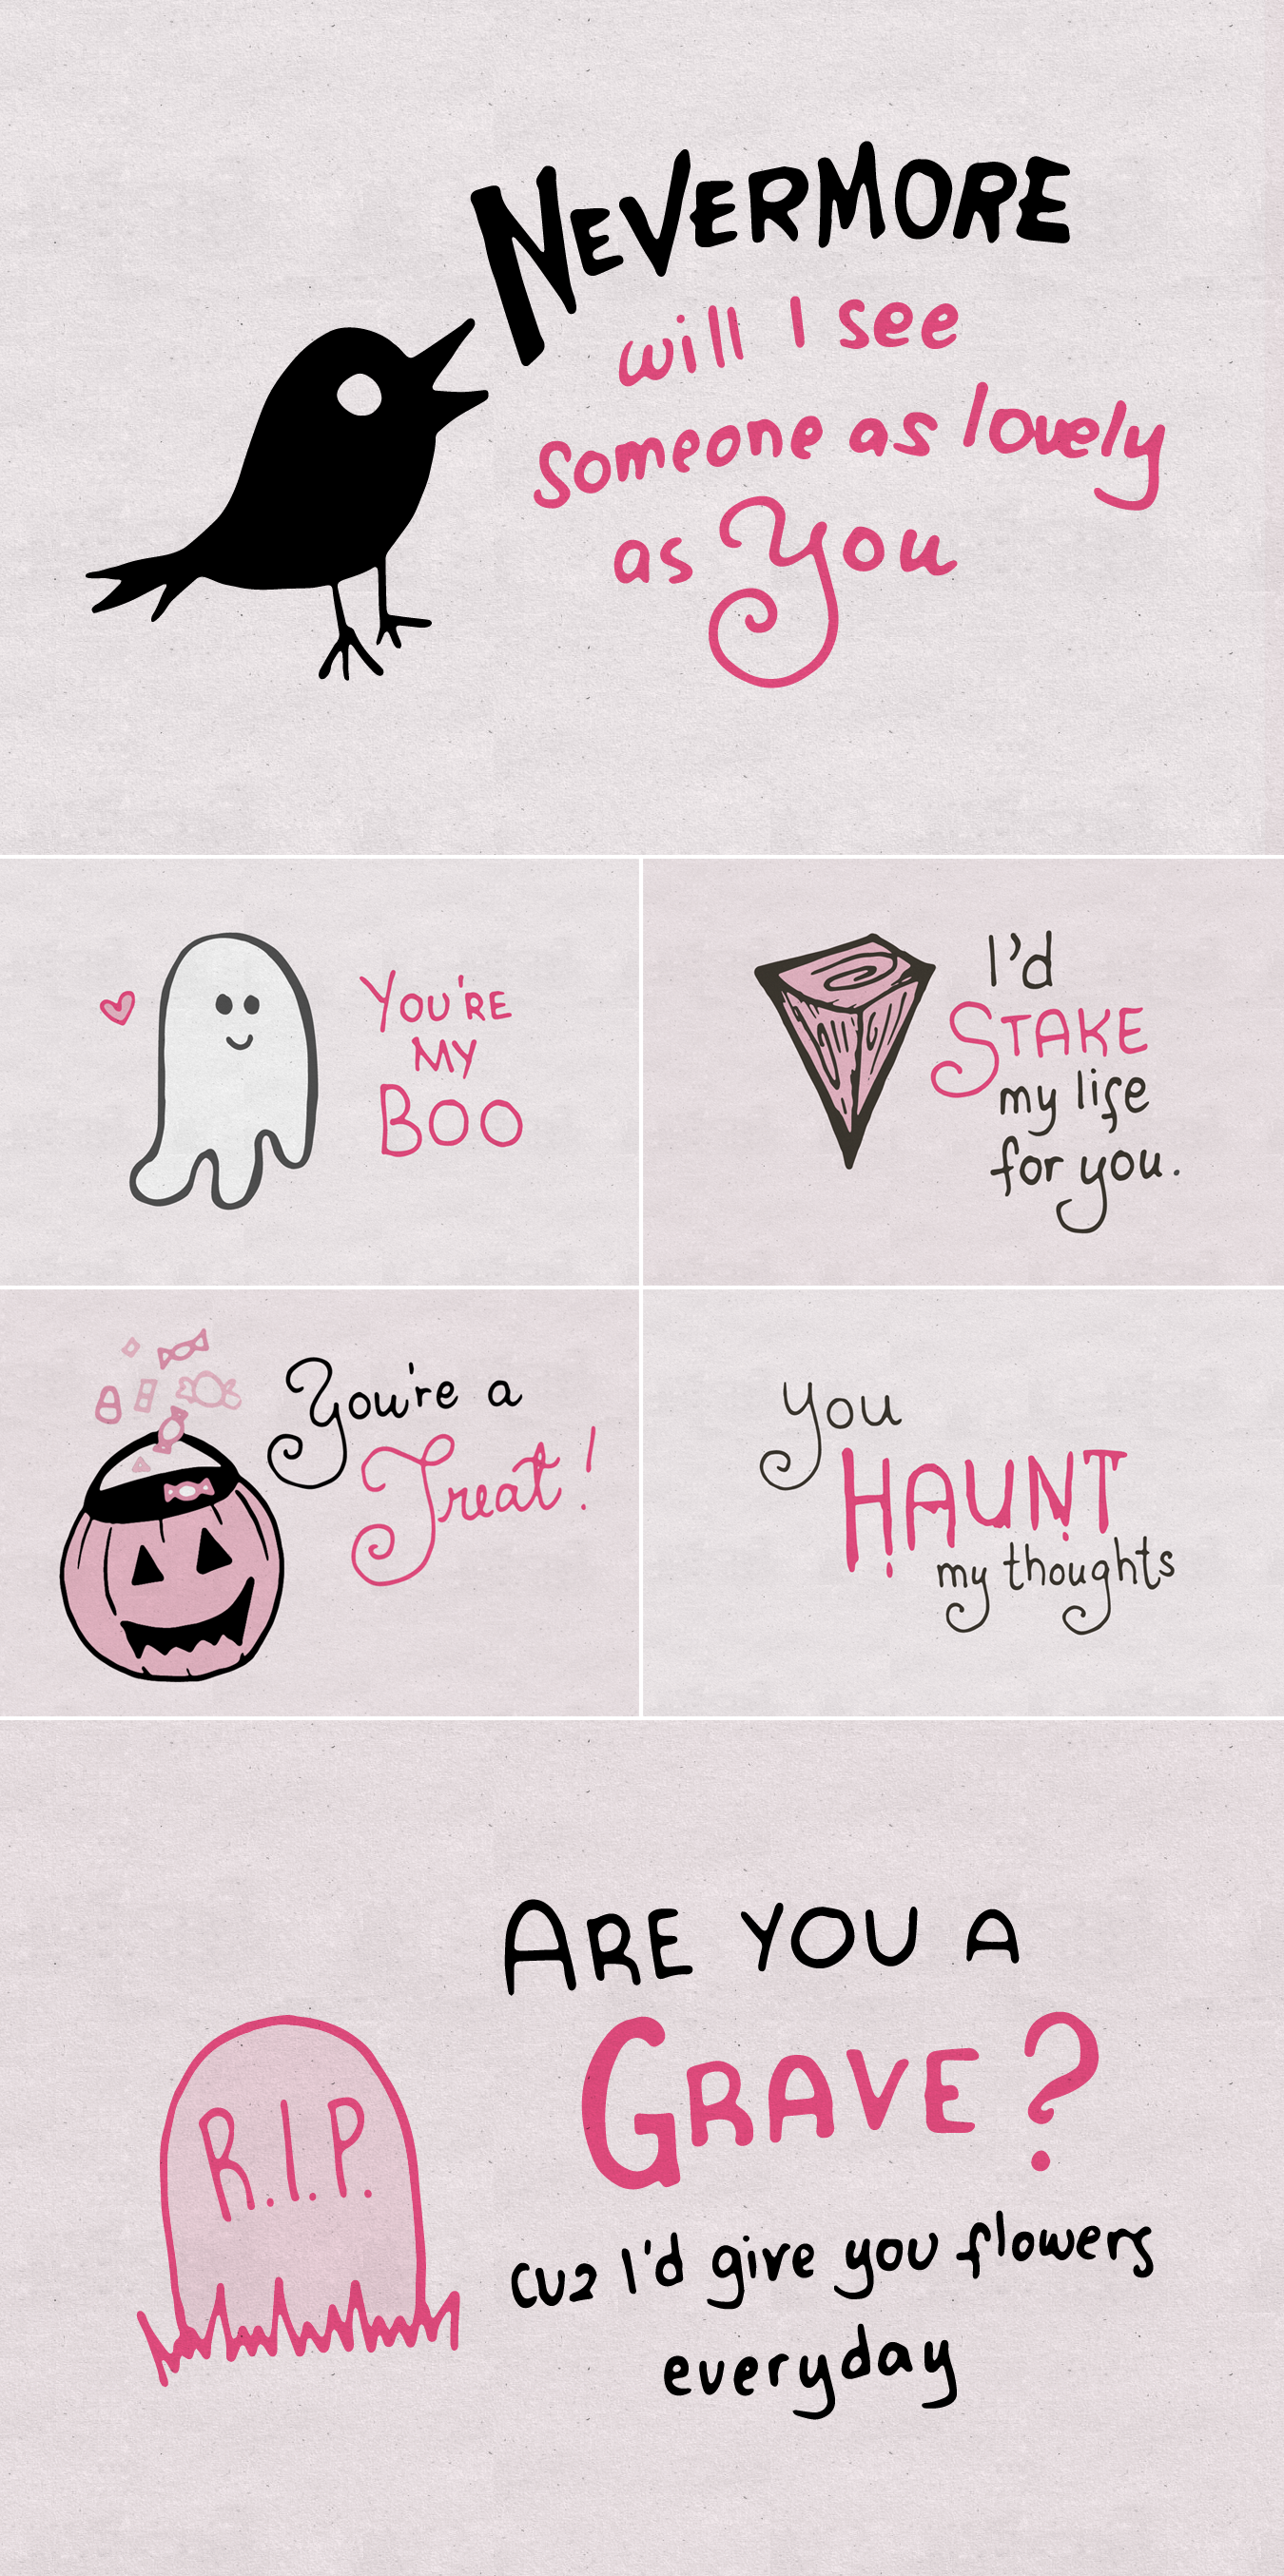 NEVERMORE
will I see
someone as lovely
as you
YOU'RE
MY
BOO
I'd
STAKE
my life
for you.
You're a
Treat!
You
HAUNT
my thoughts
R.I.P.
ARE YOU A
GRAVE?
cuz I'd give you flowers
everyday